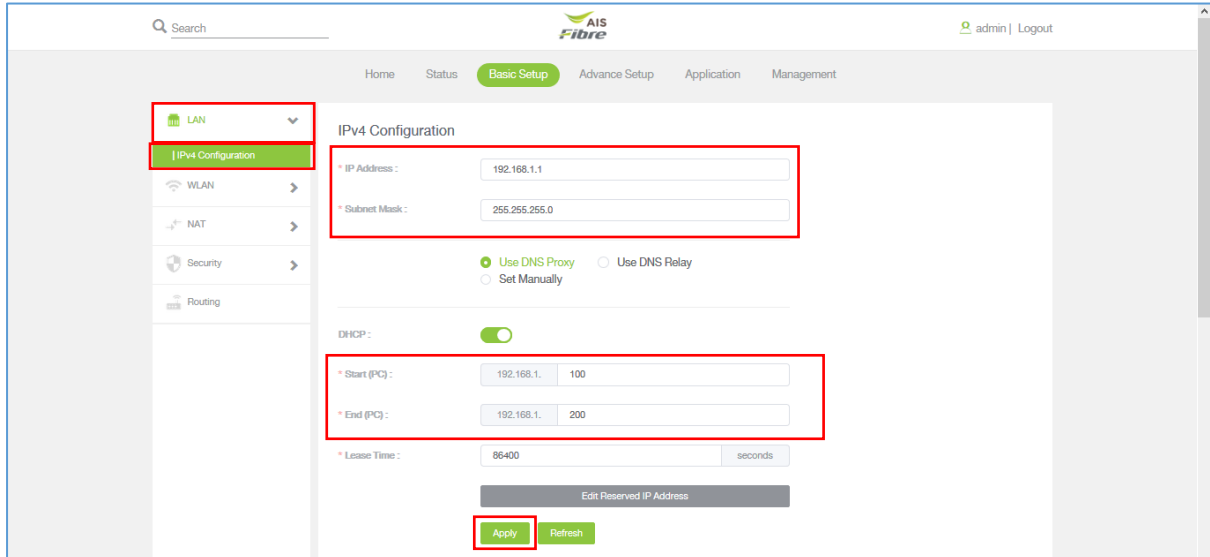 Search
AIS
Fibre
admin | Logout
Home Status Basic Setup Advance Setup Application Management
LAN
| IPv4 Configuration
WLAN
NAT
Security
Routing
IPv4 Configuration
* IP Address : 192.168.1.1
* Subnet Mask : 255.255.255.0
Use DNS Proxy Use DNS Relay
Set Manually
DHCP :
* Start (PC) : 192.168.1. 100
* End (PC) : 192.168.1. 200
* Lease Time : 86400 seconds
Edit Reserved IP Address
Apply Refresh